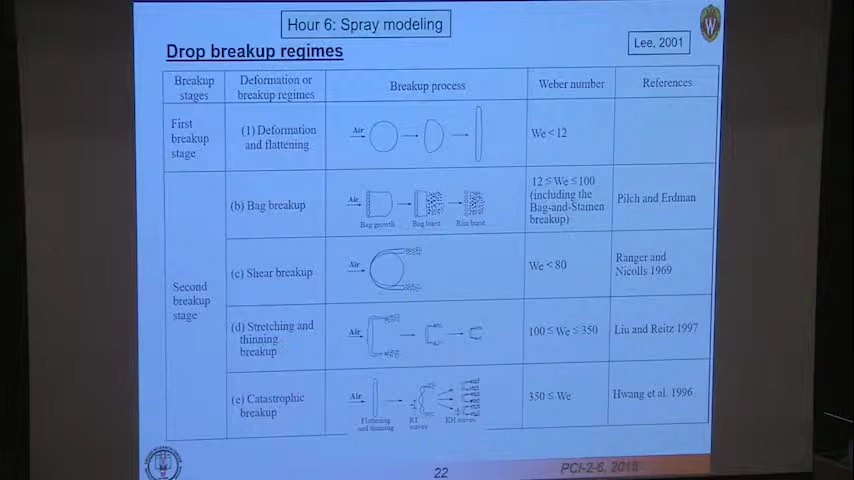 Hour 6: Spray modeling
Drop breakup regimes
Lee, 2001
Breakup
stages
Deformation or
breakup regimes
Breakup process
Weber number
References
First
breakup
stage
(1) Deformation
and flattening
Air
We < 12
Second
breakup
stage
(b) Bag breakup
Air
Bag growth
Bag burst
Rim burst
12 ≤ We ≤ 100
(including the
Bag-and-Stamen
breakup)
Pilch and Erdman
(c) Shear breakup
Air
We < 80
Ranger and
Nicolls 1969
(d) Stretching and
thinning
breakup
Air
100 ≤ We ≤ 350
Liu and Reitz 1997
(e) Catastrophic
breakup
Air
Flattening
and thinning
RT
waves
KH waves
350 ≤ We
Hwang et al. 1996
22
PCI-2-6, 2015